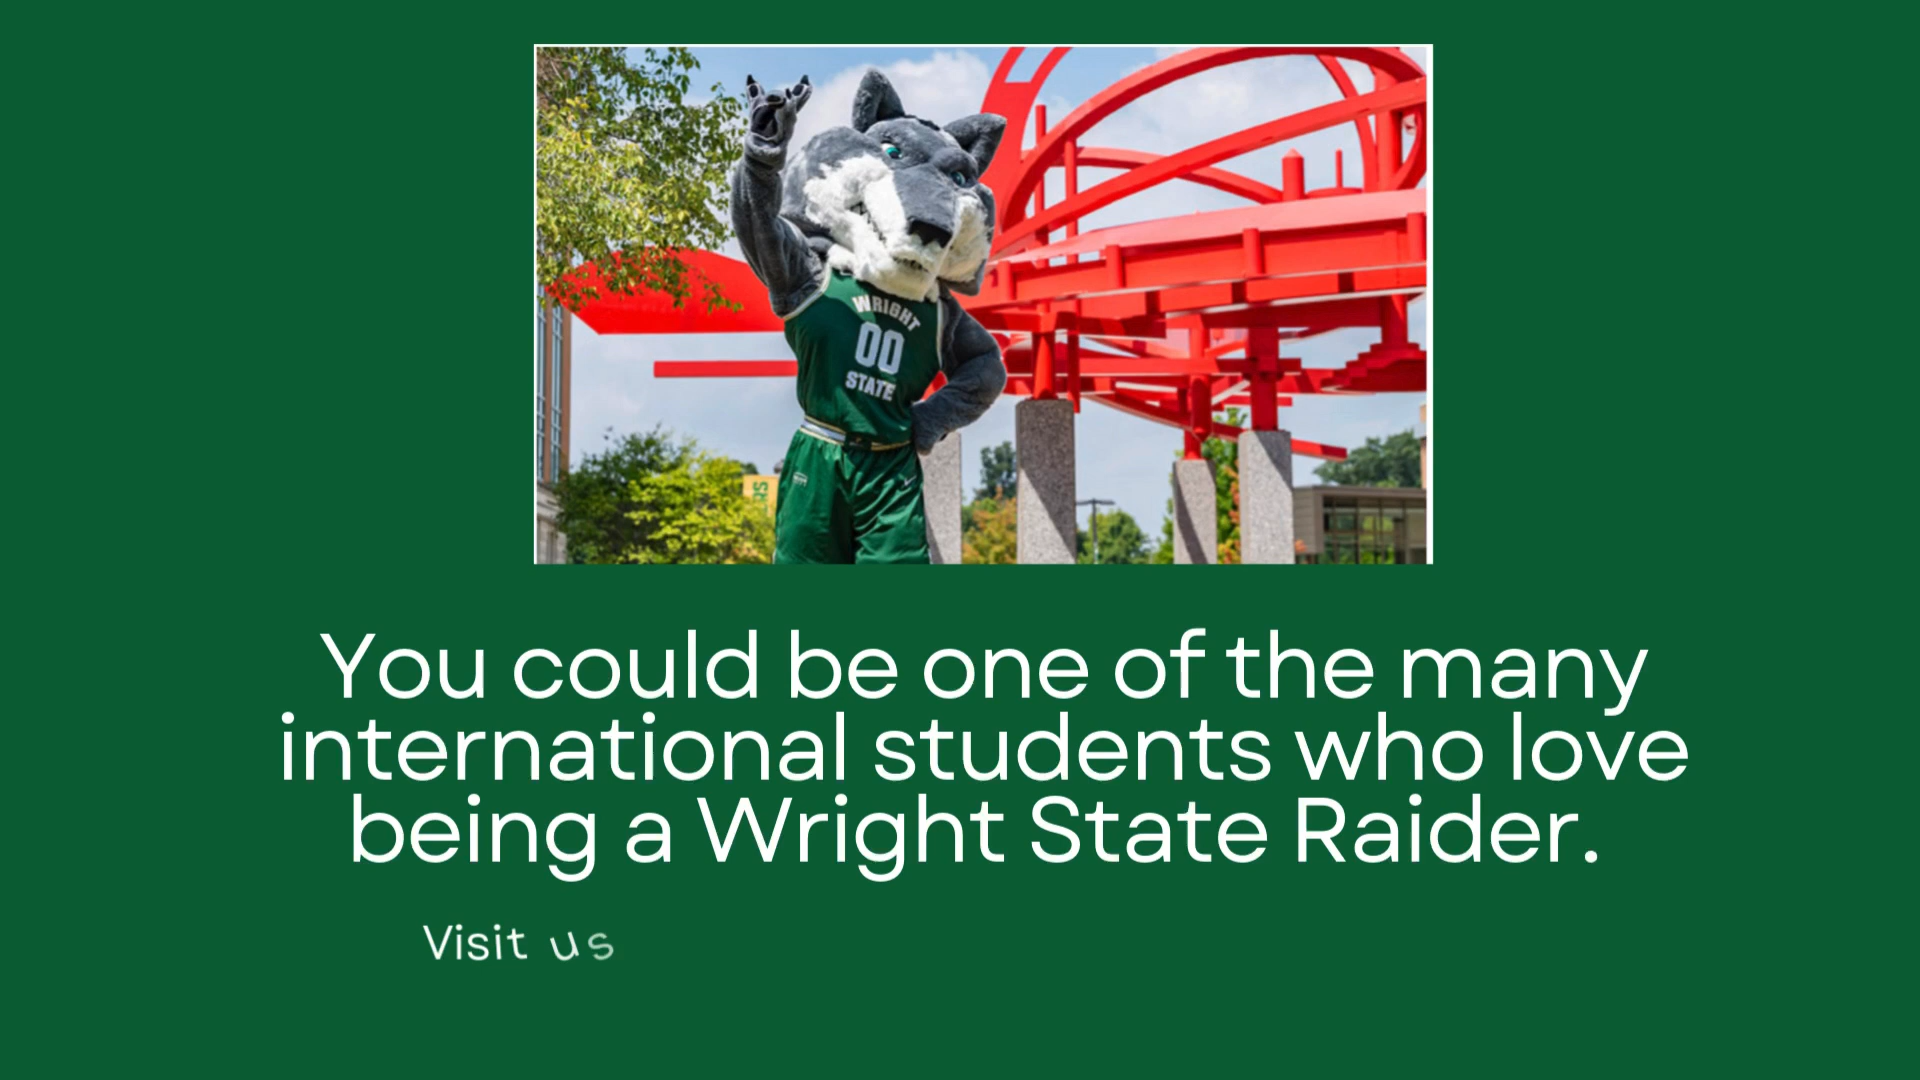 WRIGHT
00
STATE
You could be one of the many
international students who love
being a Wright State Raider.
Visit us